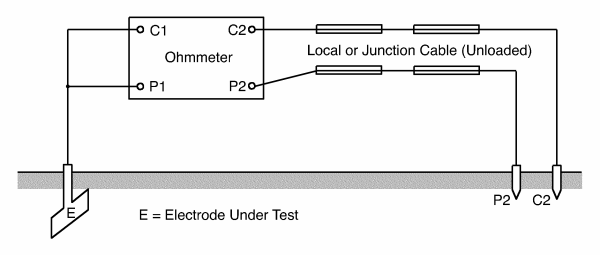 C1
C2
Ohmmeter
P1
P2
Local or Junction Cable (Unloaded)
P2
C2
E
E = Electrode Under Test